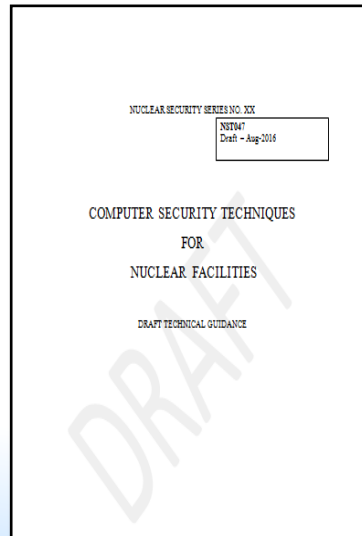 NUCLEAR SECURITY SERIES NO. XX
NST047
Draft – Aug-2016
COMPUTER SECURITY TECHNIQUES
FOR
NUCLEAR FACILITIES
DRAFT TECHNICAL GUIDANCE
DRAFT